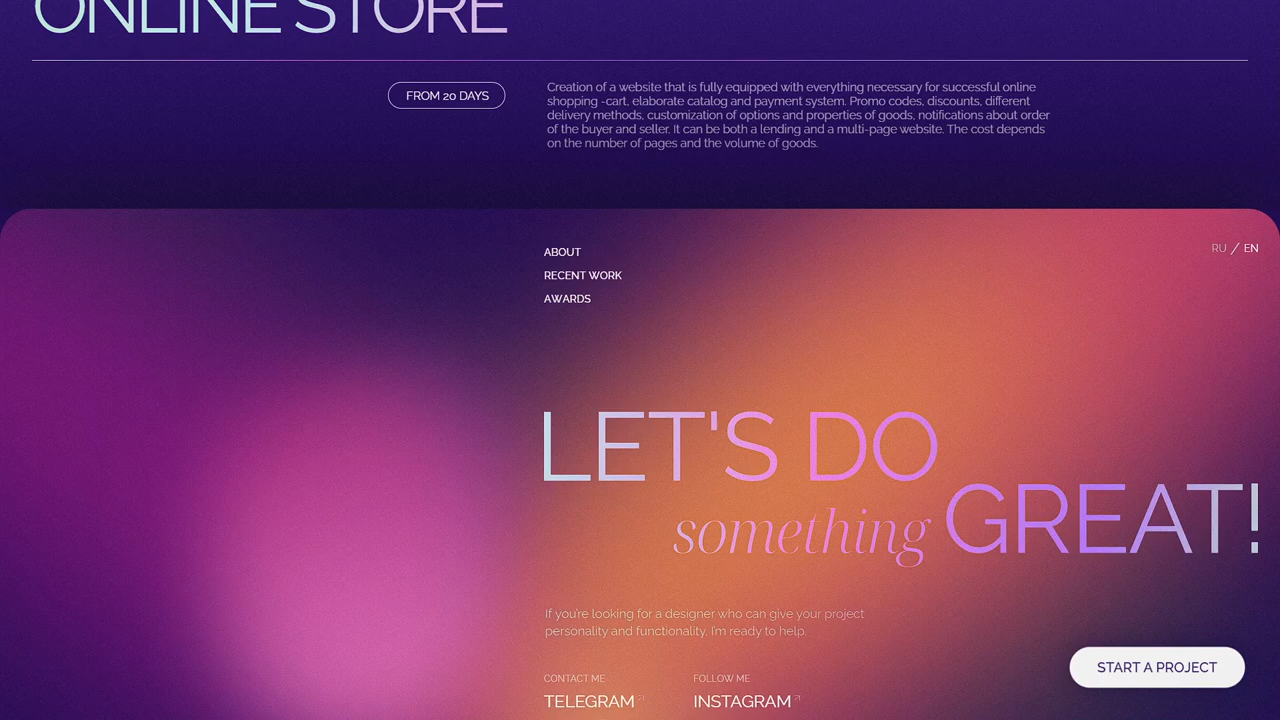 ONLINE STORE
FROM 20 DAYS
Creation of a website that is fully equipped with everything necessary for successful online
shopping -cart, elaborate catalog and payment system. Promo codes, discounts, different
delivery methods, customization of options and properties of goods, notifications about order
of the buyer and seller. It can be both a lending and a multi-page website. The cost depends
on the number of pages and the volume of goods.
ABOUT
RECENT WORK
AWARDS
RU / EN
LET'S DO
something GREAT!
If you're looking for a designer who can give your project
personality and functionality, I'm ready to help.
CONTACT ME
FOLLOW ME
TELEGRAM
INSTAGRAM
START A PROJECT